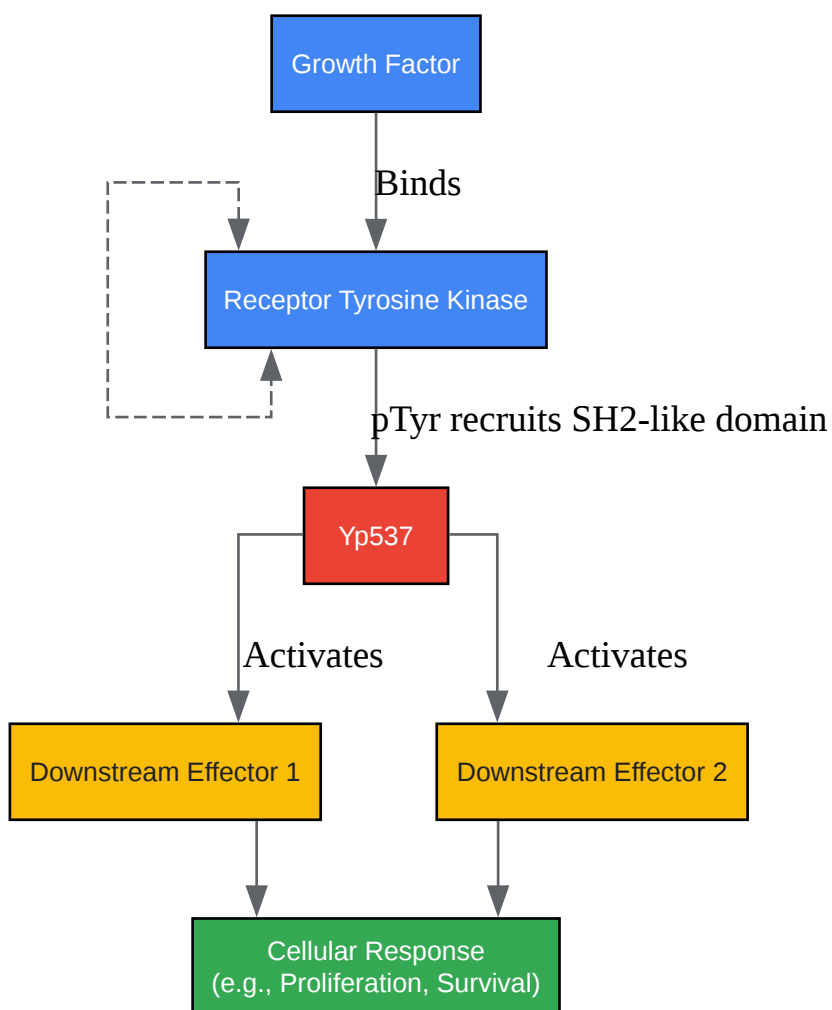 Growth Factor
Binds
Receptor Tyrosine Kinase
pTyr recruits SH2-like domain
Yp537
Activates
Activates
Downstream Effector 1
Downstream Effector 2
Cellular Response
(e.g., Proliferation, Survival)